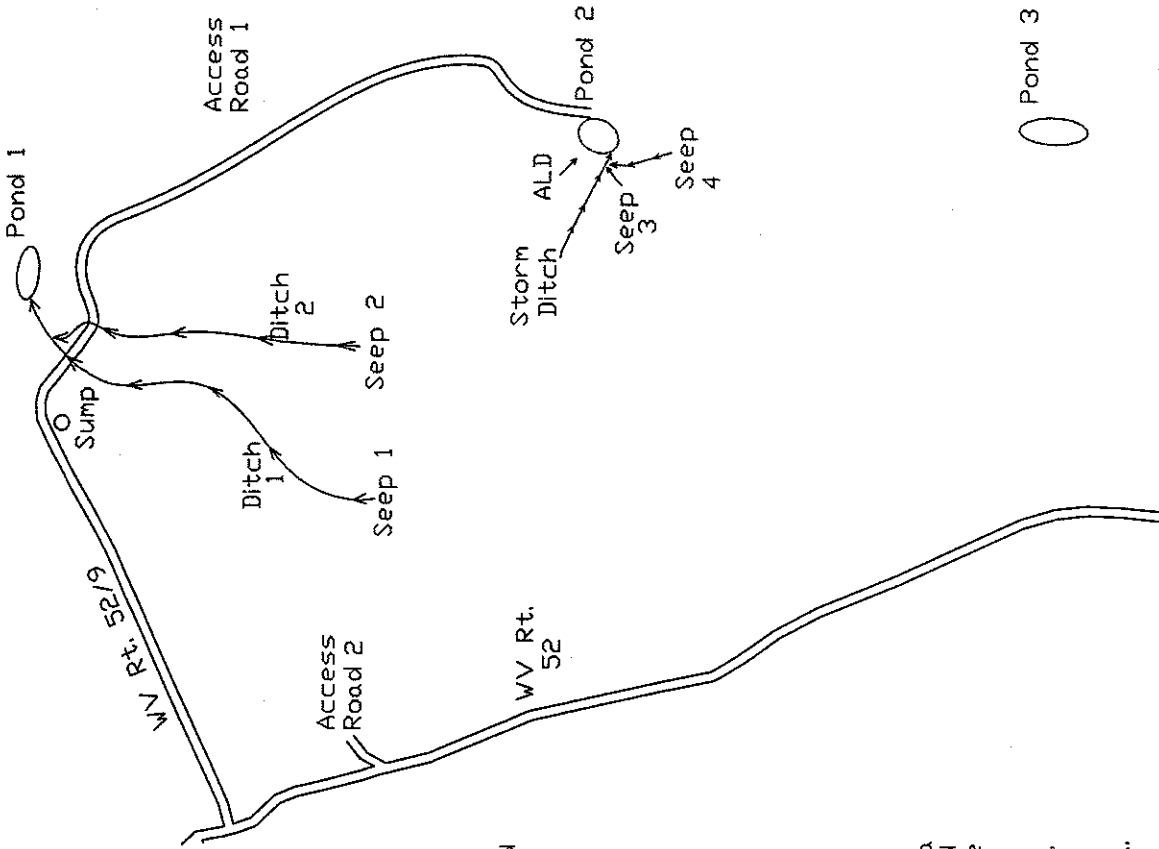 Pond 1
Access
Road 1
Sump
Ditch
2
Seep 2
Ditch
1
Seep 1
WV Rt. 52/9
Access
Road 2
WV Rt.
52
Storm
Ditch
ALD
Pond 2
Seep
3
Seep
4
Pond 3